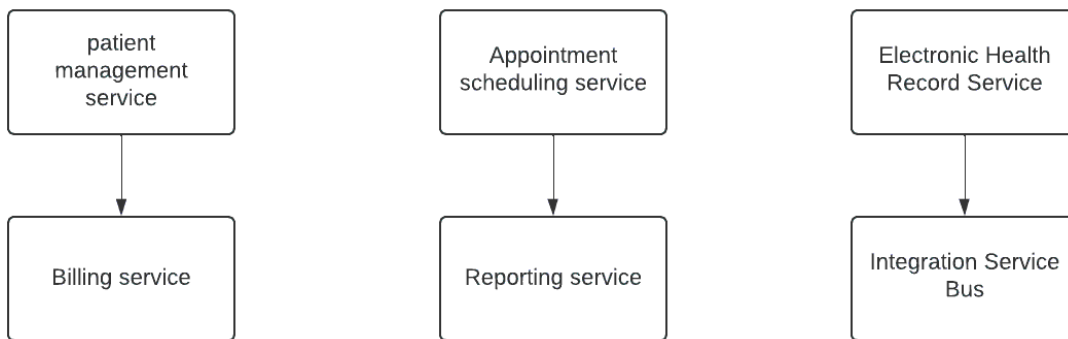 patient
management
service
Appointment
scheduling service
Electronic Health
Record Service
Billing service
Reporting service
Integration Service
Bus